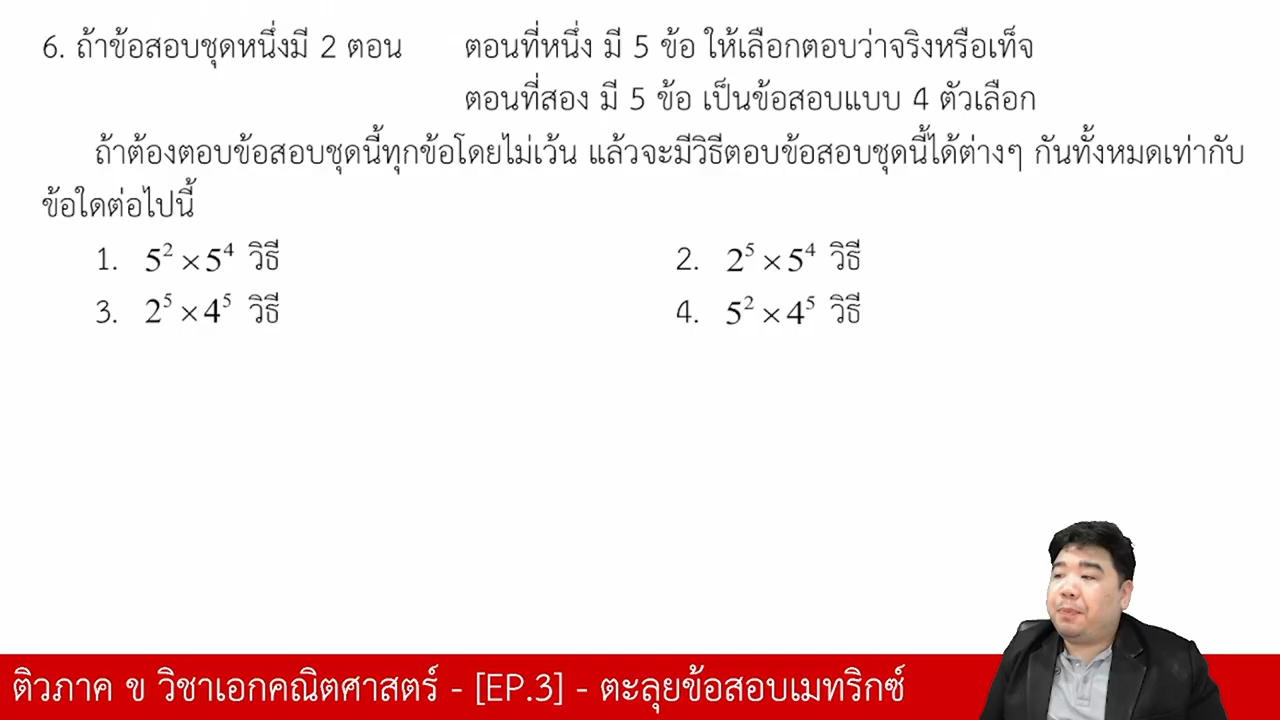 6. ถ้าข้อสอบชุดหนึ่งมี 2 ตอน ตอนที่หนึ่ง มี 5 ข้อ ให้เลือกตอบว่าจริงหรือเท็จ
ตอนที่สอง มี 5 ข้อ เป็นข้อสอบแบบ 4 ตัวเลือก
ถ้าต้องตอบข้อสอบชุดนี้ทุกข้อโดยไม่เว้น แล้วจะมีวิธีตอบข้อสอบชุดนี้ได้ต่างๆ กันทั้งหมดเท่ากับ
ข้อใดต่อไปนี้
1. 5² × 5⁴ วิธี 2. 2⁵ × 5⁴ วิธี
3. 2⁵ × 4⁵ วิธี 4. 5² × 4⁵ วิธี
ติวภาค ข วิชาเอกคณิตศาสตร์ - [EP.3] - ตะลุยข้อสอบเมทริกซ์